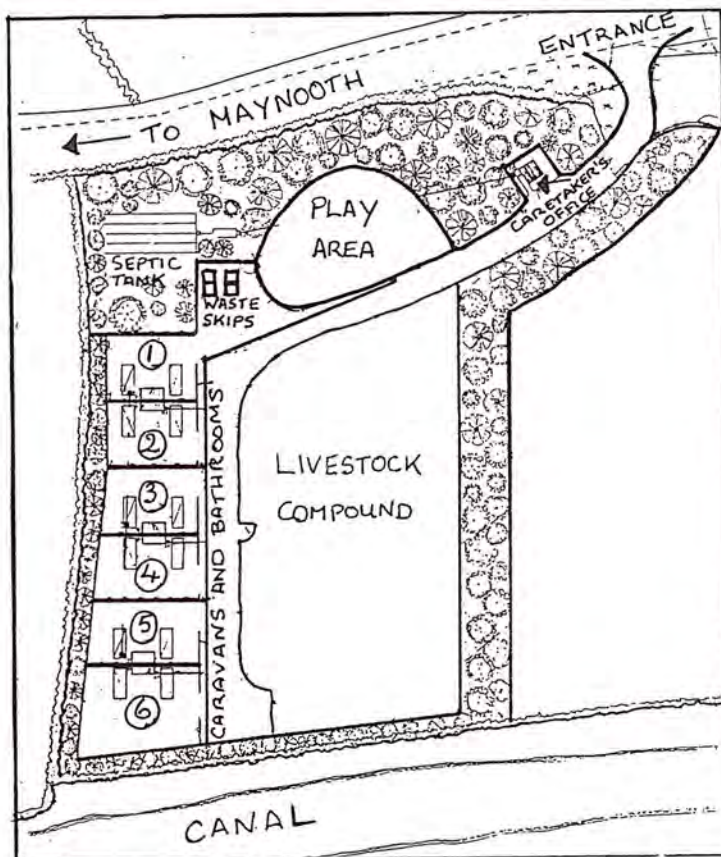 ENTRANCE
TO MAYNOOTH
CARETAKER'S
OFFICE
PLAY
AREA
SEPTIC
TANK
WASTE
SKIPS
1
2
3
4
5
6
CARAVANS AND BATHROOMS
LIVESTOCK
COMPOUND
CANAL